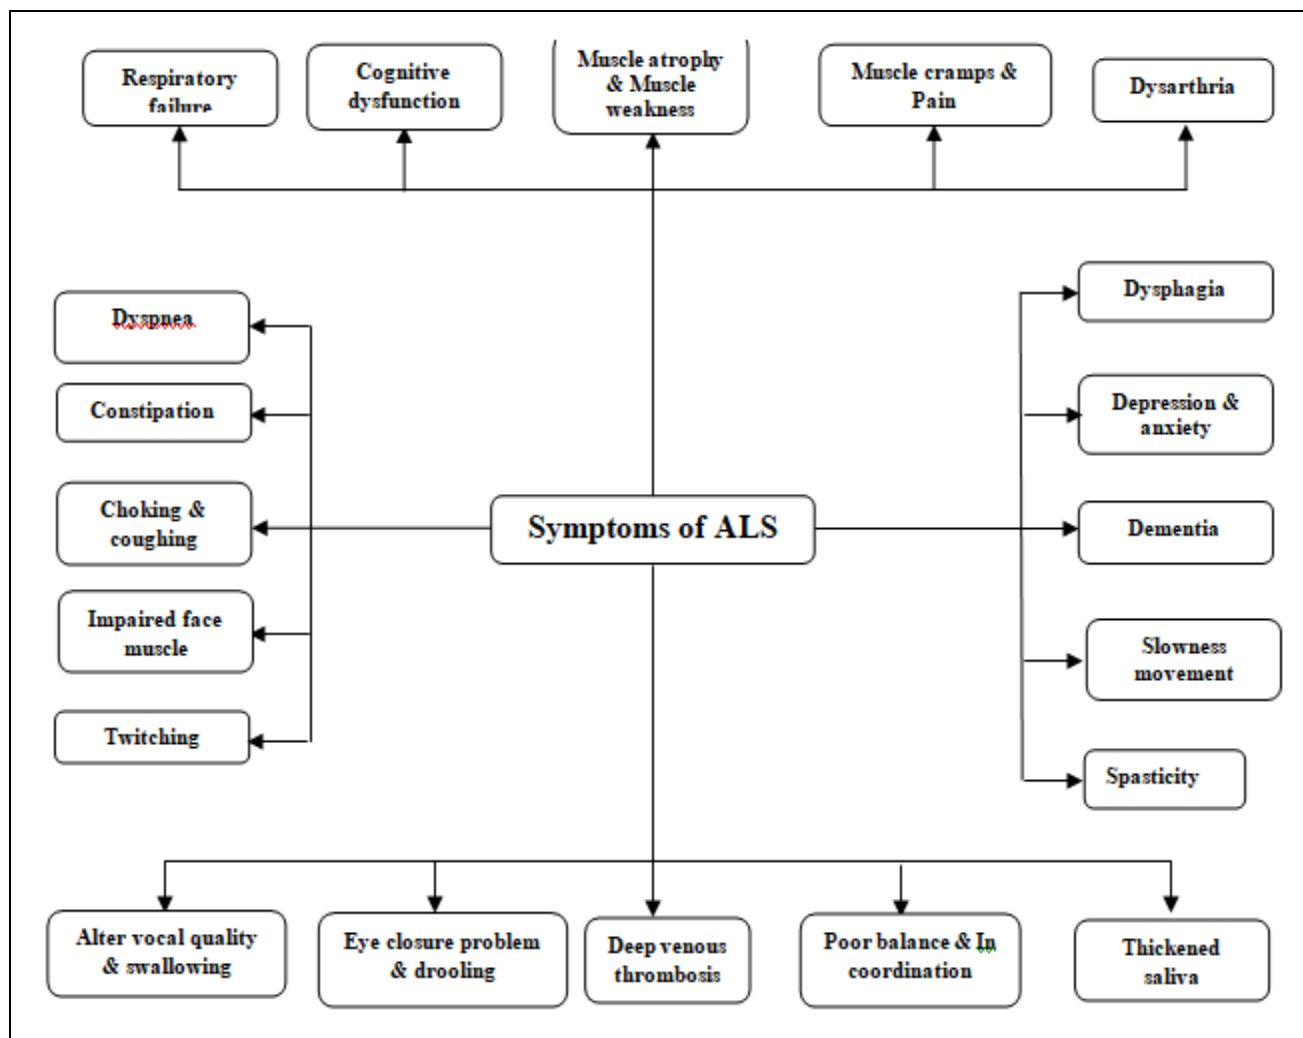 Respiratory
failure
Cognitive
dysfunction
Muscle atrophy
& Muscle
weakness
Muscle cramps &
Pain
Dysarthria
Dyspnea
Constipation
Choking &
coughing
Impaired face
muscle
Twitching
Symptoms of ALS
Dysphagia
Depression &
anxiety
Dementia
Slowness
movement
Spasticity
Alter vocal quality
& swallowing
Eye closure problem
& drooling
Deep venous
thrombosis
Poor balance & In
coordination
Thickened
saliva